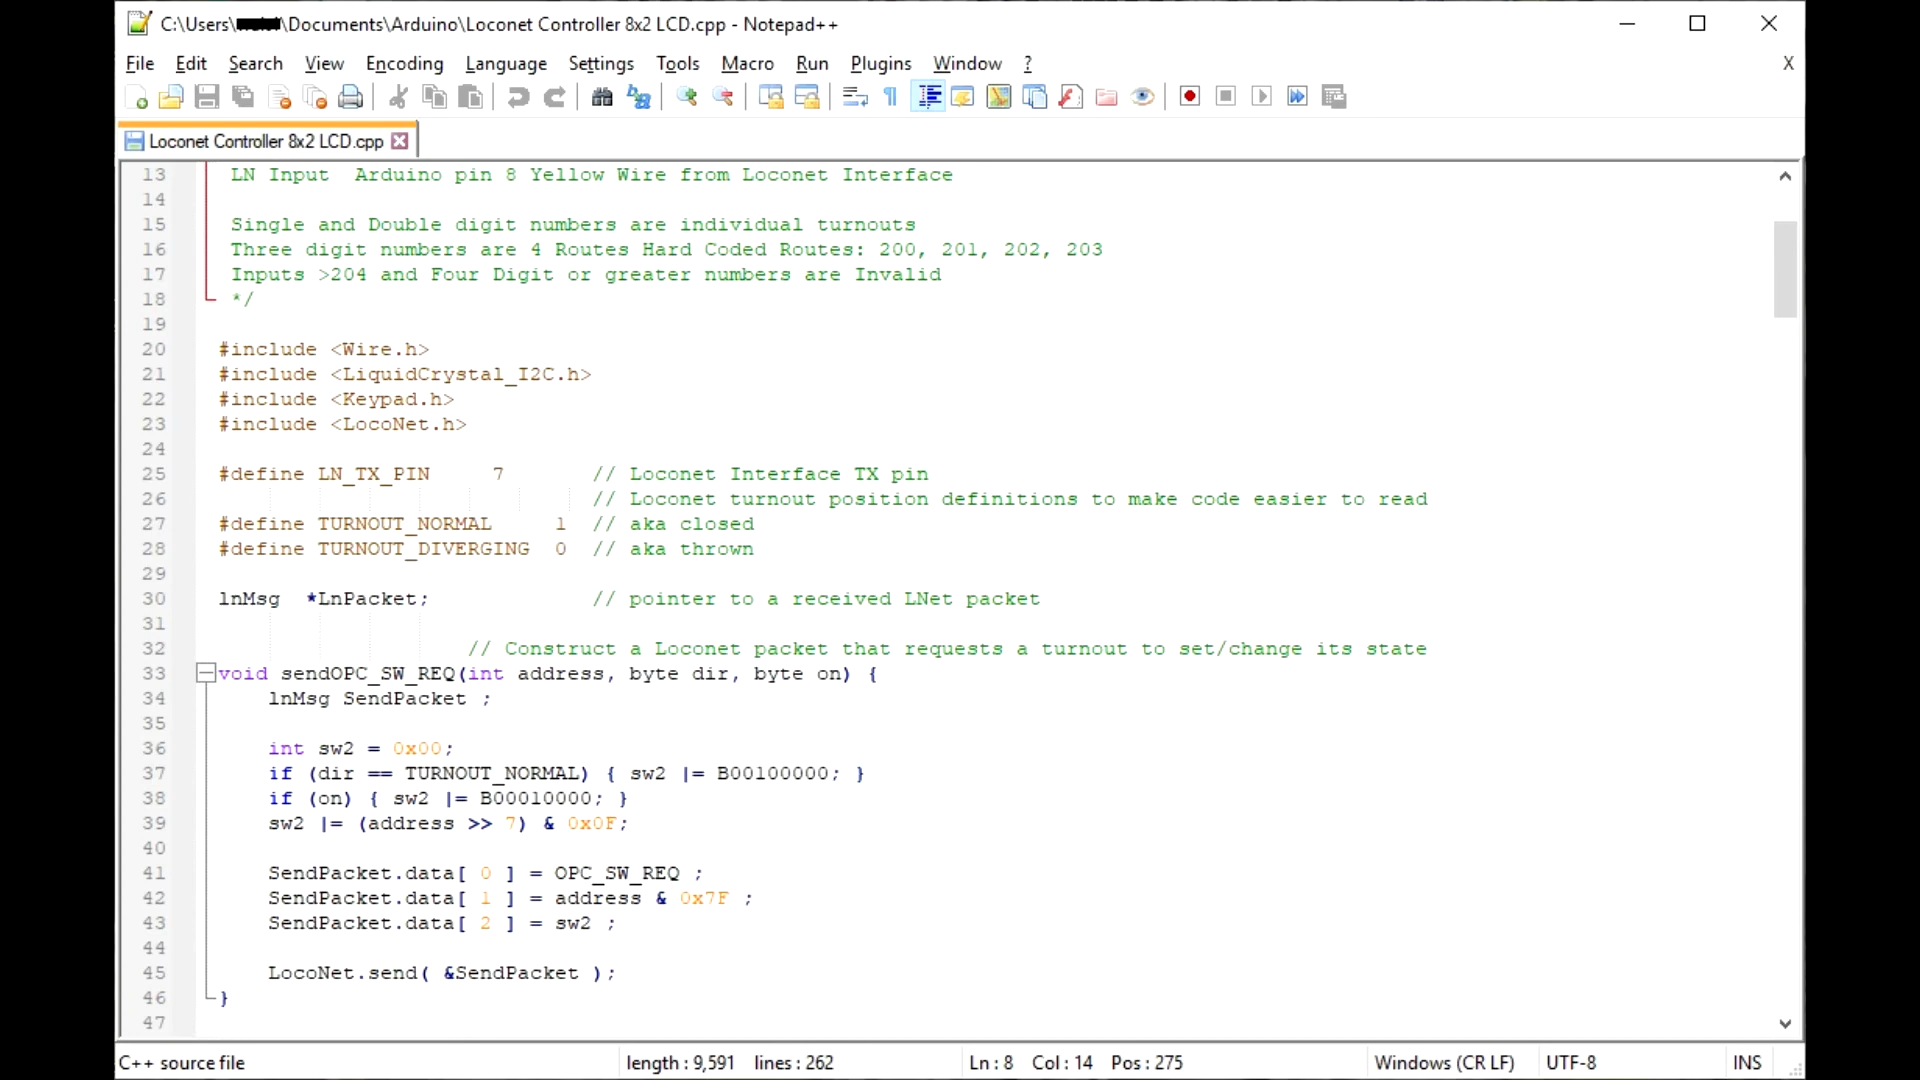 C:\Users\ \Documents\Arduino\Loconet Controller 8x2 LCD.cpp - Notepad++
File Edit Search View Encoding Language Settings Tools Macro Run Plugins Window ? X
Loconet Controller 8x2 LCD.cpp
13 LN Input  Arduino pin 8 Yellow Wire from Loconet Interface
14
15 Single and Double digit numbers are individual turnouts
16 Three digit numbers are 4 Routes Hard Coded Routes: 200, 201, 202, 203
17 Inputs >204 and Four Digit or greater numbers are Invalid
18 */
19
20 #include <Wire.h>
21 #include <LiquidCrystal_I2C.h>
22 #include <Keypad.h>
23 #include <LocoNet.h>
24
25 #define LN_TX_PIN     7       // Loconet Interface TX pin
26                               // Loconet turnout position definitions to make code easier to read
27 #define TURNOUT_NORMAL     1  // aka closed
28 #define TURNOUT_DIVERGING  0  // aka thrown
29
30 lnMsg  *LnPacket;             // pointer to a received LNet packet
31
32                     // Construct a Loconet packet that requests a turnout to set/change its state
33 void sendOPC_SW_REQ(int address, byte dir, byte on) {
34     lnMsg SendPacket ;
35
36     int sw2 = 0x00;
37     if (dir == TURNOUT_NORMAL) { sw2 |= B00100000; }
38     if (on) { sw2 |= B00010000; }
39     sw2 |= (address >> 7) & 0x0F;
40
41     SendPacket.data[ 0 ] = OPC_SW_REQ ;
42     SendPacket.data[ 1 ] = address & 0x7F ;
43     SendPacket.data[ 2 ] = sw2 ;
44
45     LocoNet.send( &SendPacket );
46 }
47
C++ source file length : 9,591 lines : 262 Ln : 8 Col : 14 Pos : 275 Windows (CR LF) UTF-8 INS